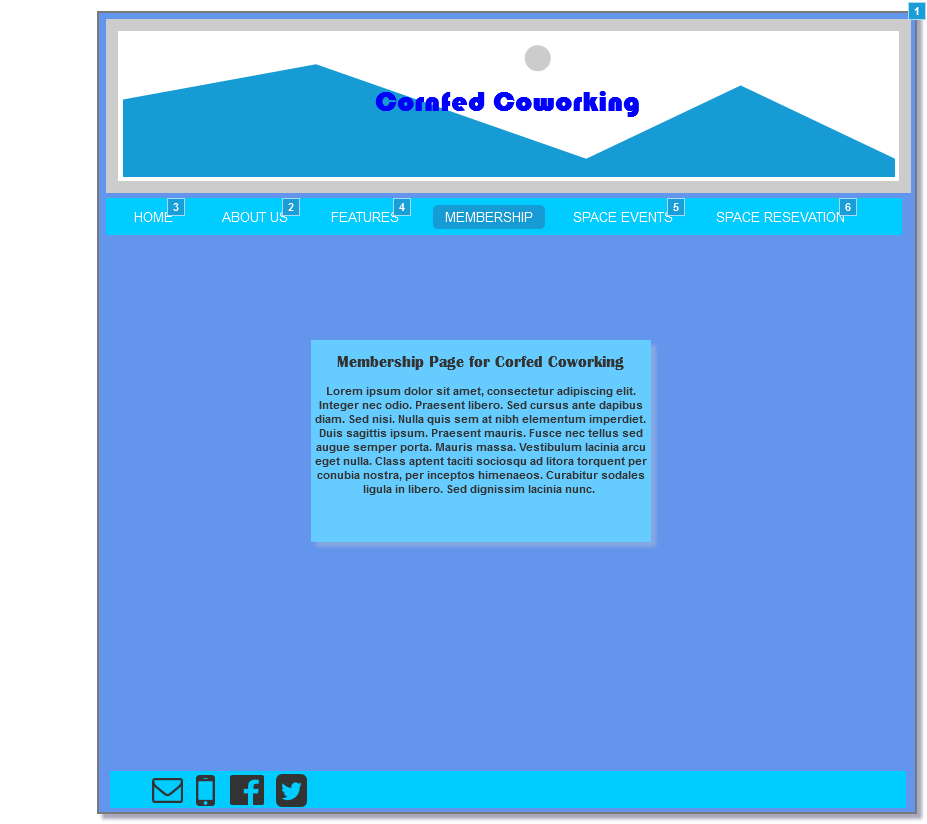 1
Cornfed Coworking
HOME 3 ABOUT US 2 FEATURES 4 MEMBERSHIP SPACE EVENTS 5 SPACE RESEVATION 6
Membership Page for Corfed Coworking
Lorem ipsum dolor sit amet, consectetur adipiscing elit.
Integer nec odio. Praesent libero. Sed cursus ante dapibus
diam. Sed nisi. Nulla quis sem at nibh elementum imperdiet.
Duis sagittis ipsum. Praesent mauris. Fusce nec tellus sed
augue semper porta. Mauris massa. Vestibulum lacinia arcu
eget nulla. Class aptent taciti sociosqu ad litora torquent per
conubia nostra, per inceptos himenaeos. Curabitur sodales
ligula in libero. Sed dignissim lacinia nunc.